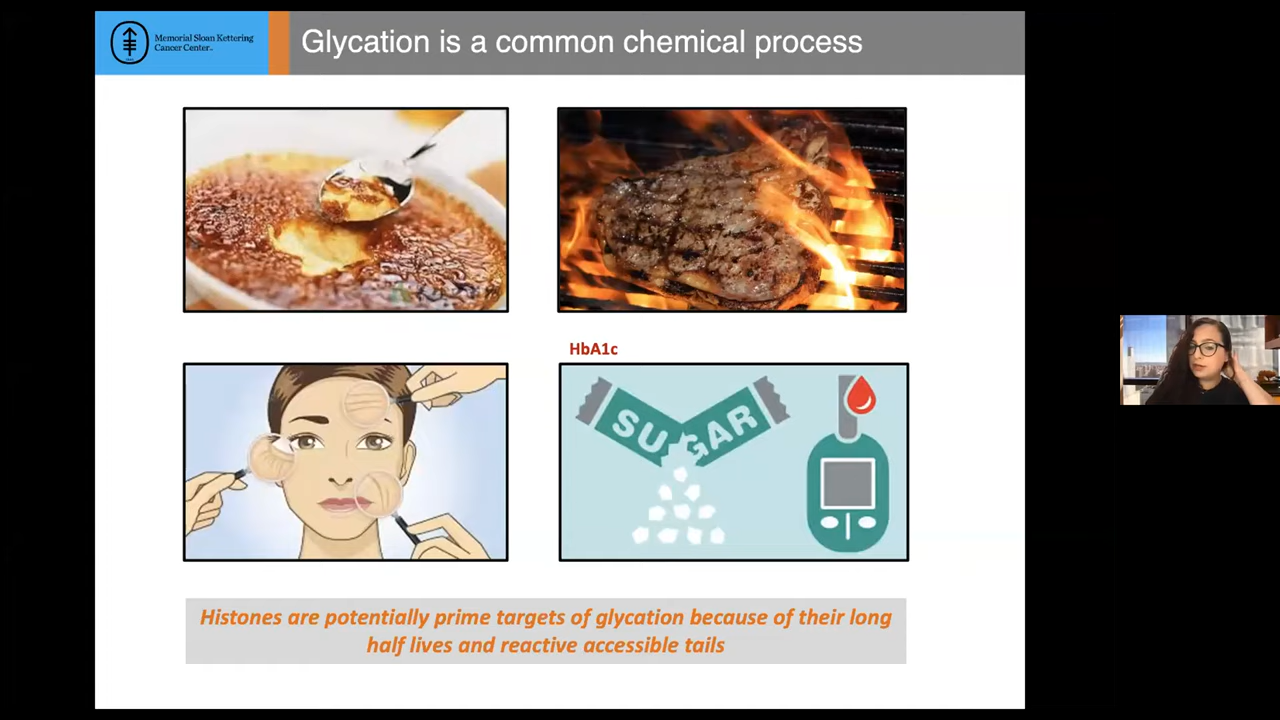 Memorial Sloan Kettering
Cancer Center
Glycation is a common chemical process
HbA1c
SUGAR
Histones are potentially prime targets of glycation because of their long
half lives and reactive accessible tails